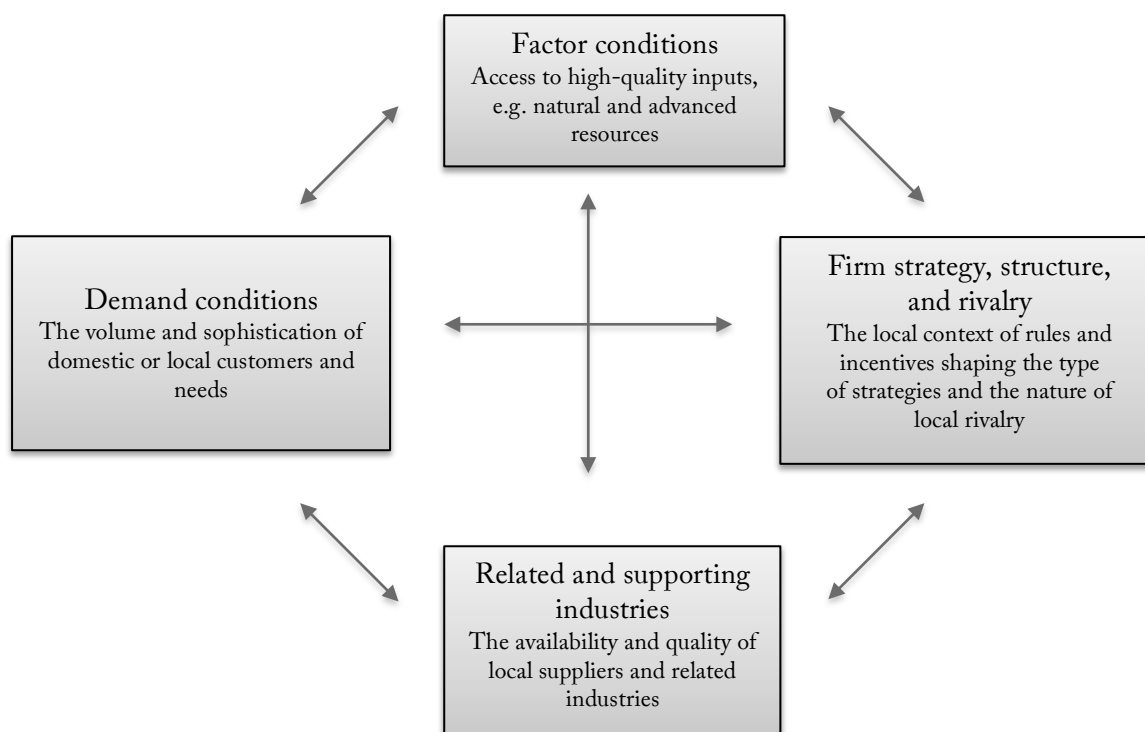 Factor conditions
Access to high-quality inputs,
e.g. natural and advanced
resources
Demand conditions
The volume and sophistication of
domestic or local customers and
needs
Firm strategy, structure,
and rivalry
The local context of rules and
incentives shaping the type
of strategies and the nature of
local rivalry
Related and supporting
industries
The availability and quality of
local suppliers and related
industries